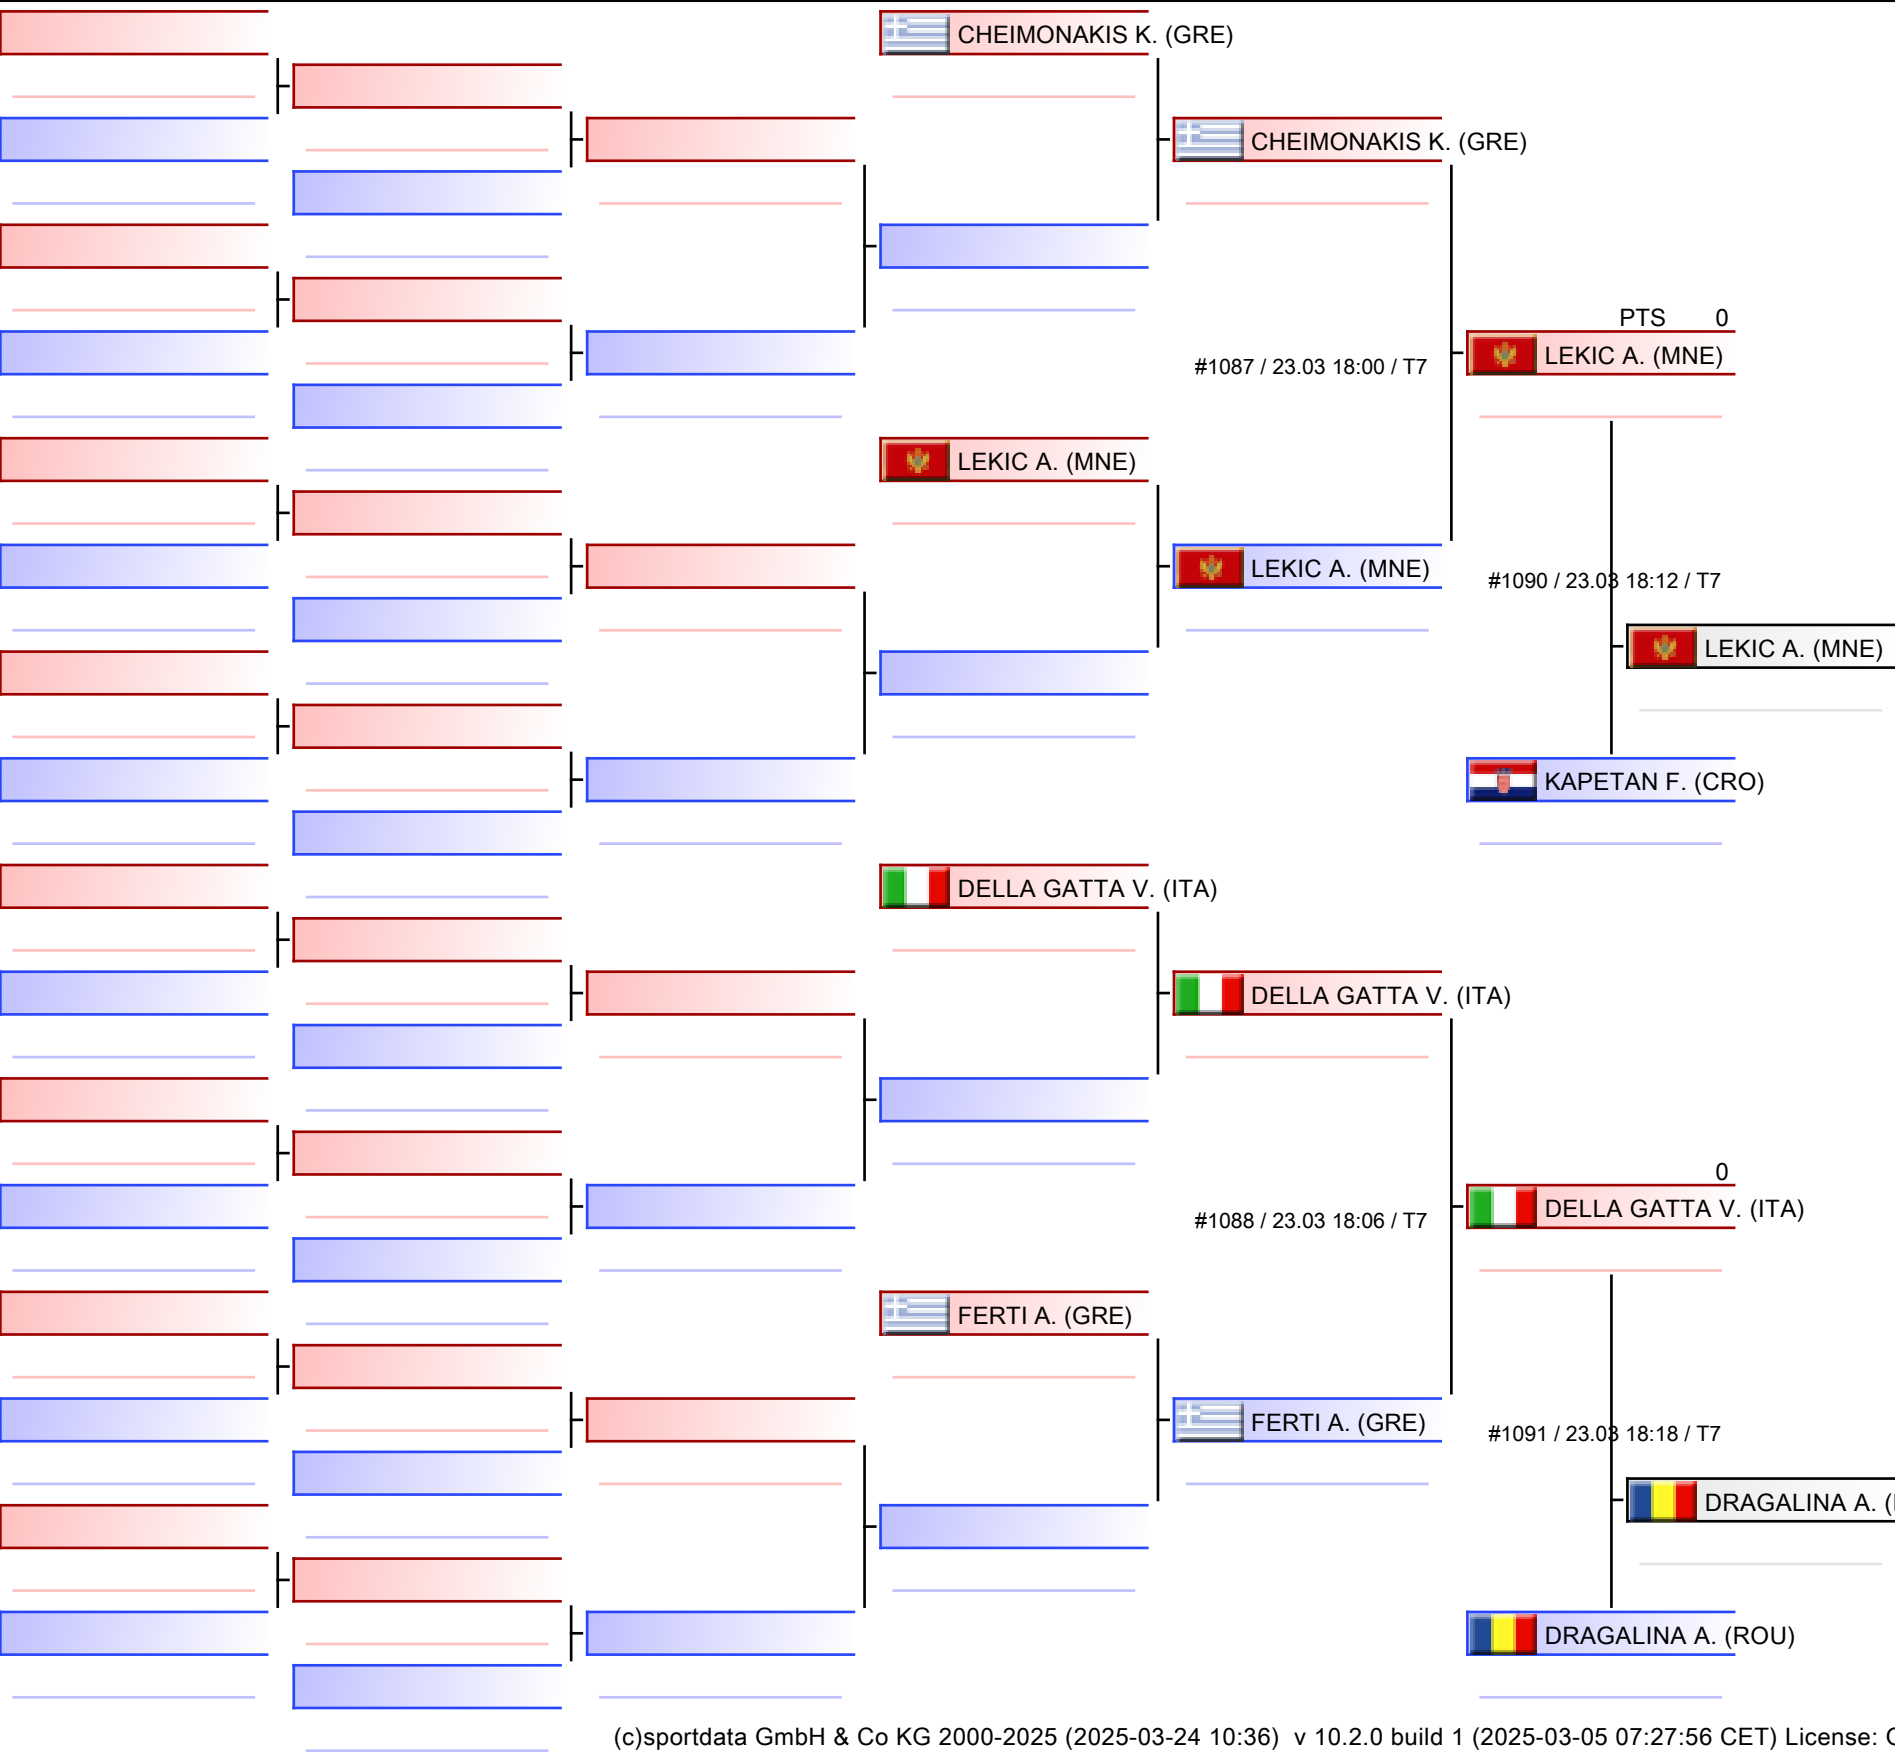 CHEIMONAKIS K. (GRE)
CHEIMONAKIS K. (GRE)
PTS 0
LEKIC A. (MNE)
#1087 / 23.03 18:00 / T7
LEKIC A. (MNE)
LEKIC A. (MNE)
#1090 / 23.03 18:12 / T7
LEKIC A. (MNE)
KAPETAN F. (CRO)
DELLA GATTA V. (ITA)
DELLA GATTA V. (ITA)
0
DELLA GATTA V. (ITA)
#1088 / 23.03 18:06 / T7
FERTI A. (GRE)
FERTI A. (GRE)
#1091 / 23.03 18:18 / T7
DRAGALINA A. (
DRAGALINA A. (ROU)
(c)sportdata GmbH & Co KG 2000-2025 (2025-03-24 10:36) v 10.2.0 build 1 (2025-03-05 07:27:56 CET) License: